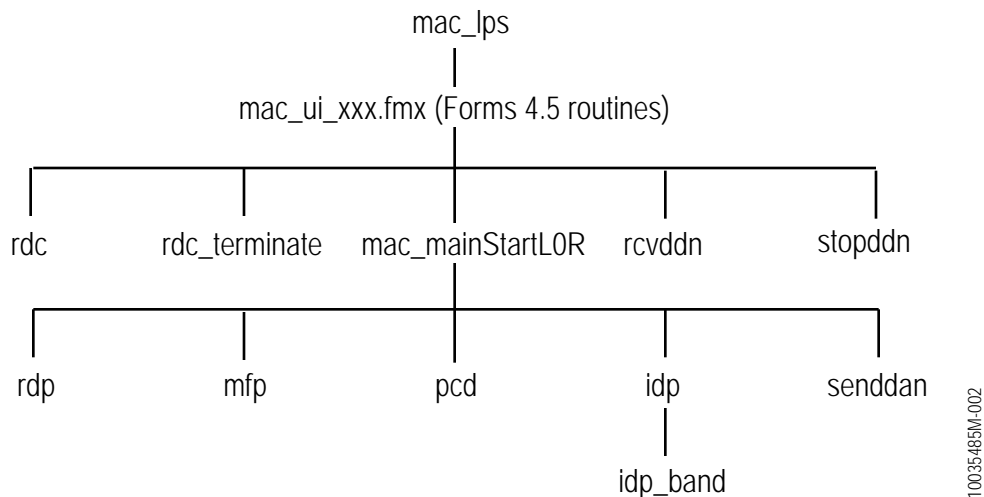 mac_lps
mac_ui_xxx.fmx (Forms 4.5 routines)
rdc rdc_terminate mac_mainStartL0R rcvddn stopddn
rdp mfp pcd idp senddan
idp_band
10035485M-002